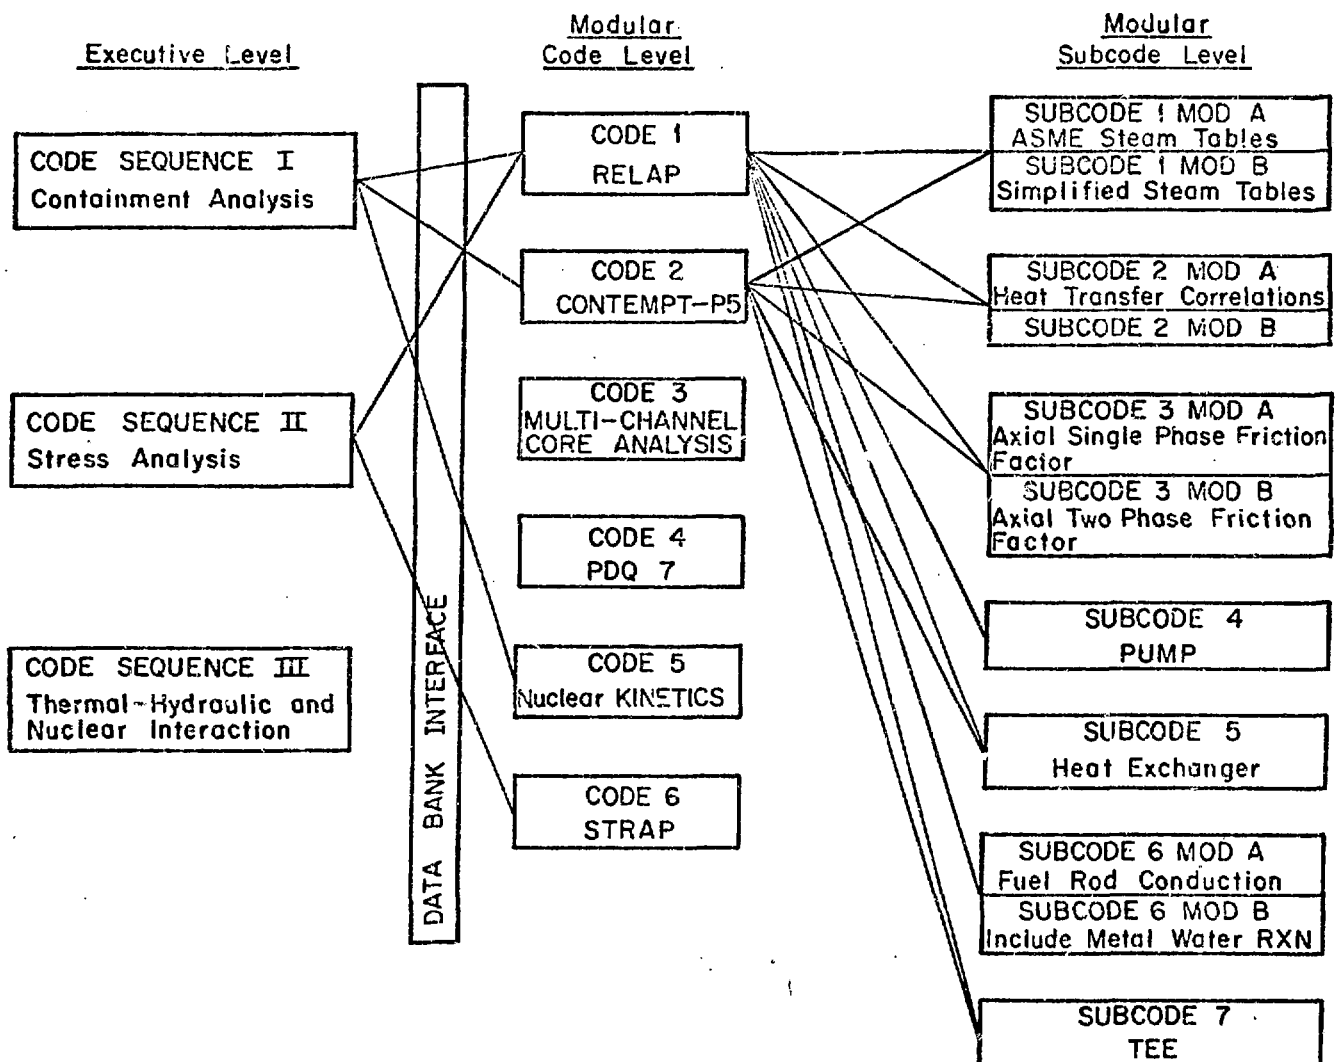 Executive Level
CODE SEQUENCE I
Containment Analysis
CODE SEQUENCE II
Stress Analysis
CODE SEQUENCE III
Thermal-Hydraulic and
Nuclear Interaction
DATA BANK INTERFACE
Modular
Code Level
CODE 1
RELAP
CODE 2
CONTEMPT-P5
CODE 3
MULTI-CHANNEL
CORE ANALYSIS
CODE 4
PDQ 7
CODE 5
Nuclear KINETICS
CODE 6
STRAP
Modular
Subcode Level
SUBCODE 1 MOD A
ASME Steam Tables
SUBCODE 1 MOD B
Simplified Steam Tables
SUBCODE 2 MOD A
Heat Transfer Correlations
SUBCODE 2 MOD B
SUBCODE 3 MOD A
Axial Single Phase Friction
Factor
SUBCODE 3 MOD B
Axial Two Phase Friction
Factor
SUBCODE 4
PUMP
SUBCODE 5
Heat Exchanger
SUBCODE 6 MOD A
Fuel Rod Conduction
SUBCODE 6 MOD B
Include Metal Water RXN
SUBCODE 7
TEE